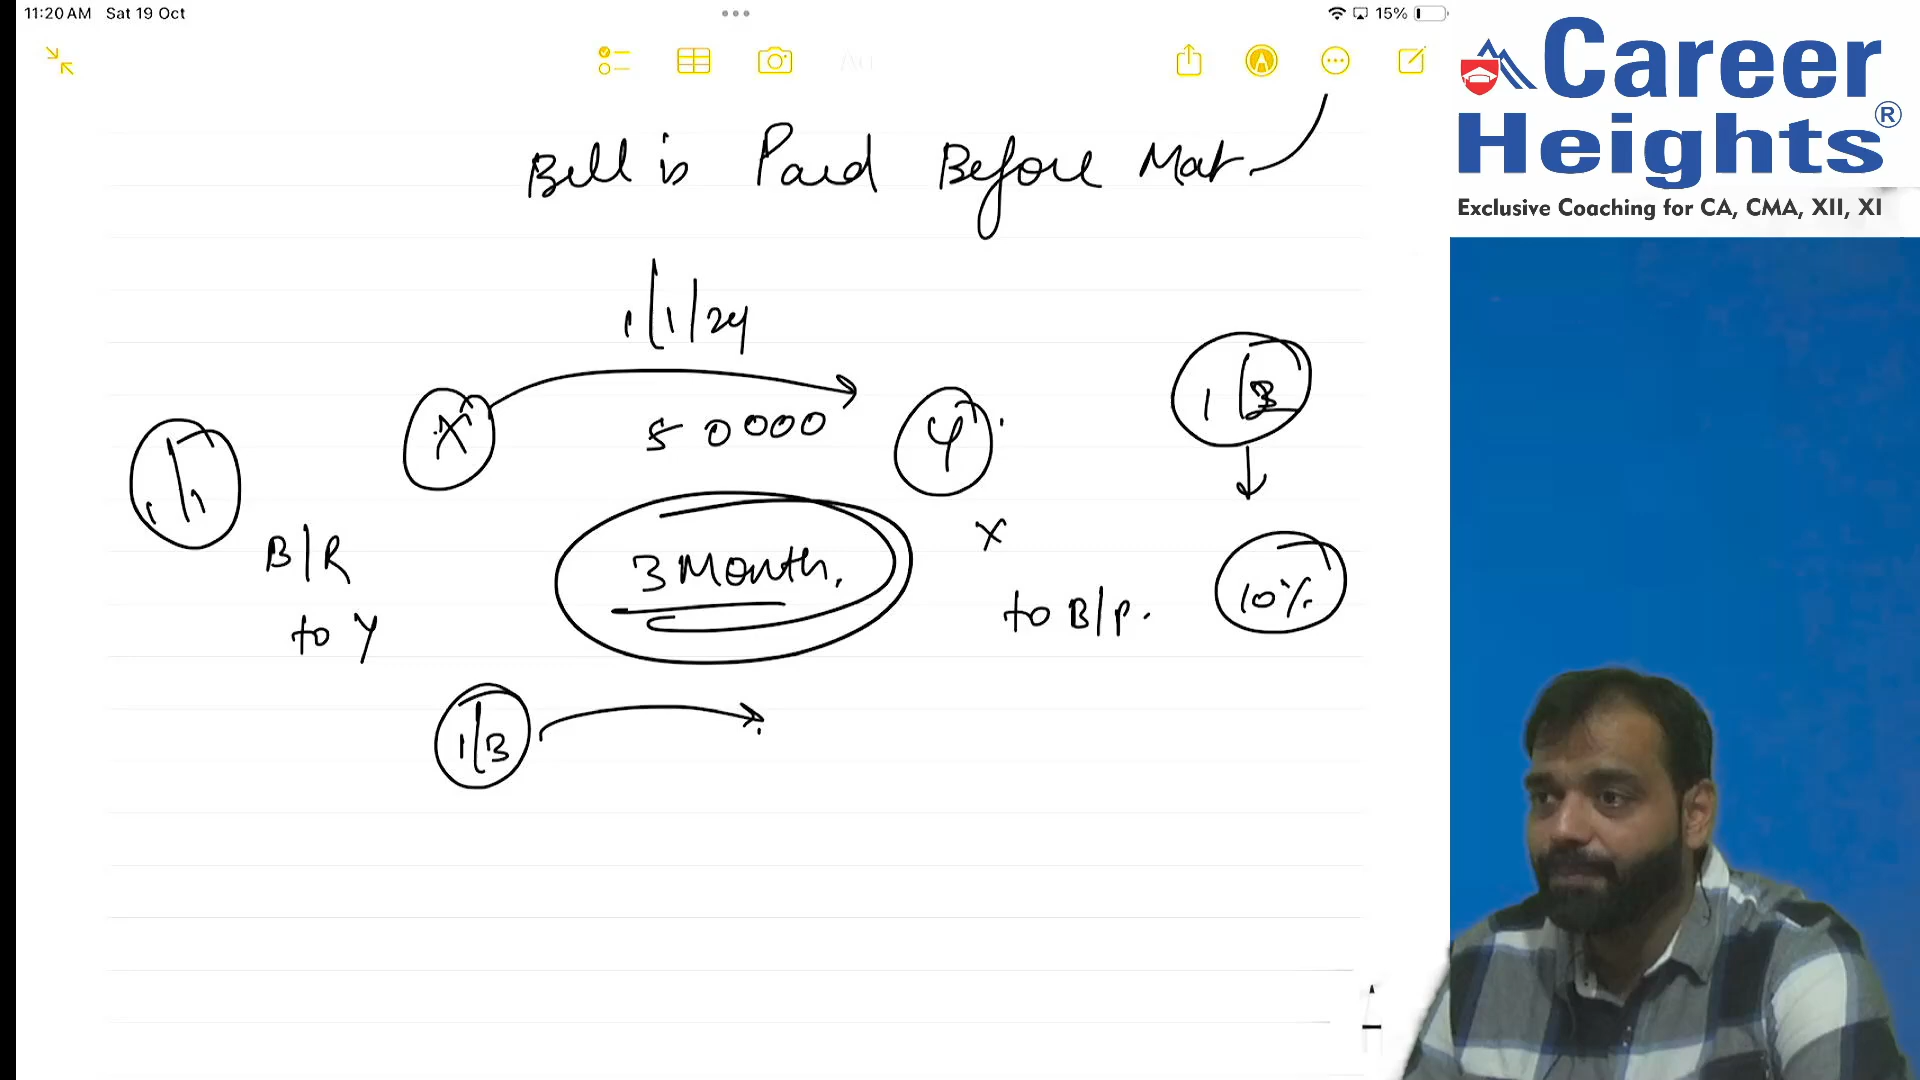 11:20 AM Sat 19 Oct
15%
Career
Heights®
Exclusive Coaching for CA, CMA, XII, XI
Bill is Paid Before Mat
1/1/24
X
50000
Y
1/3
1/1
B/R
to Y
3 Month.
X
to B/P.
10%
1/3